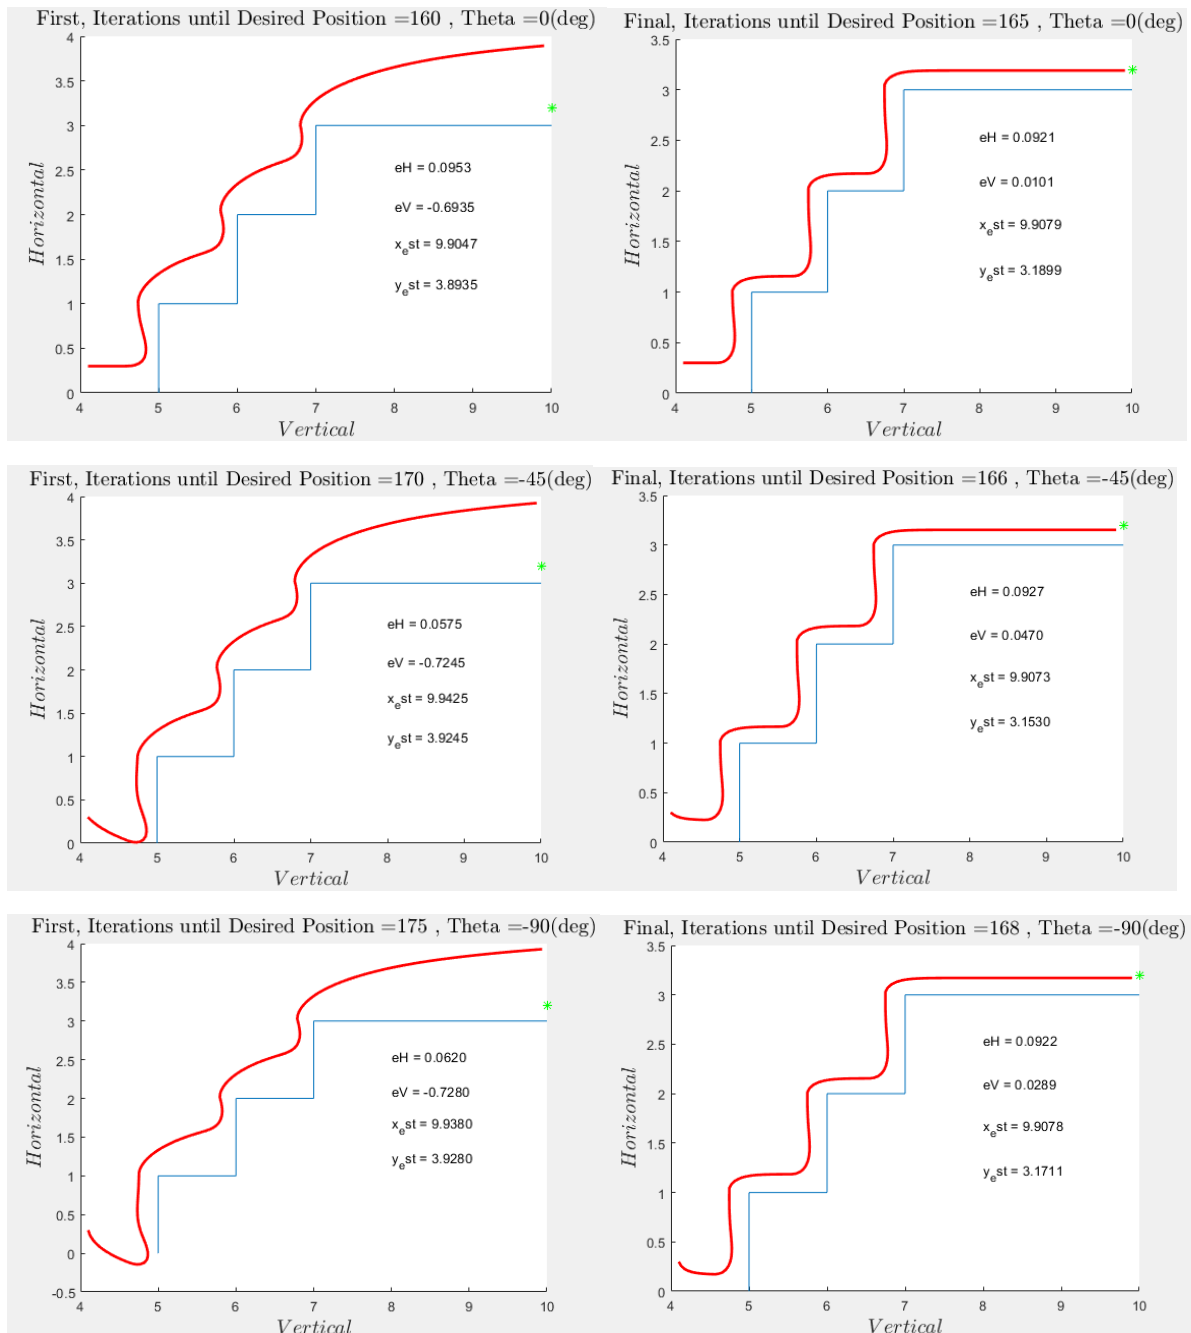 First, Iterations until Desired Position =160 , Theta =0(deg)
4
3.5
3
2.5
2
1.5
1
0.5
0
Horizontal
eH = 0.0953
eV = -0.6935
xest = 9.9047
yest = 3.8935
4 5 6 7 8 9 10
Vertical
Final, Iterations until Desired Position =165 , Theta =0(deg)
3.5
3
2.5
2
1.5
1
0.5
0
Horizontal
eH = 0.0921
eV = 0.0101
xest = 9.9079
yest = 3.1899
4 5 6 7 8 9 10
Vertical
First, Iterations until Desired Position =170 , Theta =-45(deg)
4
3.5
3
2.5
2
1.5
1
0.5
0
Horizontal
eH = 0.0575
eV = -0.7245
xest = 9.9425
yest = 3.9245
4 5 6 7 8 9 10
Vertical
Final, Iterations until Desired Position =166 , Theta =-45(deg)
3.5
3
2.5
2
1.5
1
0.5
0
Horizontal
eH = 0.0927
eV = 0.0470
xest = 9.9073
yest = 3.1530
4 5 6 7 8 9 10
Vertical
First, Iterations until Desired Position =175 , Theta =-90(deg)
4
3.5
3
2.5
2
1.5
1
0.5
0
-0.5
Horizontal
eH = 0.0620
eV = -0.7280
xest = 9.9380
yest = 3.9280
4 5 6 7 8 9 10
Vertical
Final, Iterations until Desired Position =168 , Theta =-90(deg)
3.5
3
2.5
2
1.5
1
0.5
0
Horizontal
eH = 0.0922
eV = 0.0289
xest = 9.9078
yest = 3.1711
4 5 6 7 8 9 10
Vertical